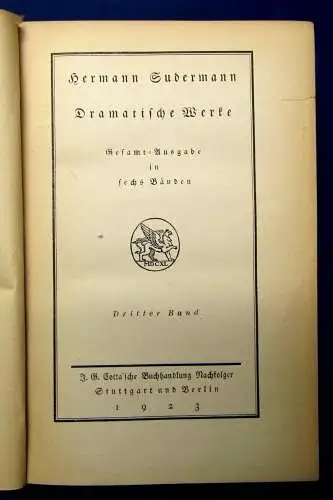 Hermann Sudermann
Dramatische Werke
Gesamt-Ausgabe
in
sechs Bänden
MDCXL
Dritter Band
J. G. Cotta'sche Buchhandlung Nachfolger
Stuttgart und Berlin
1923